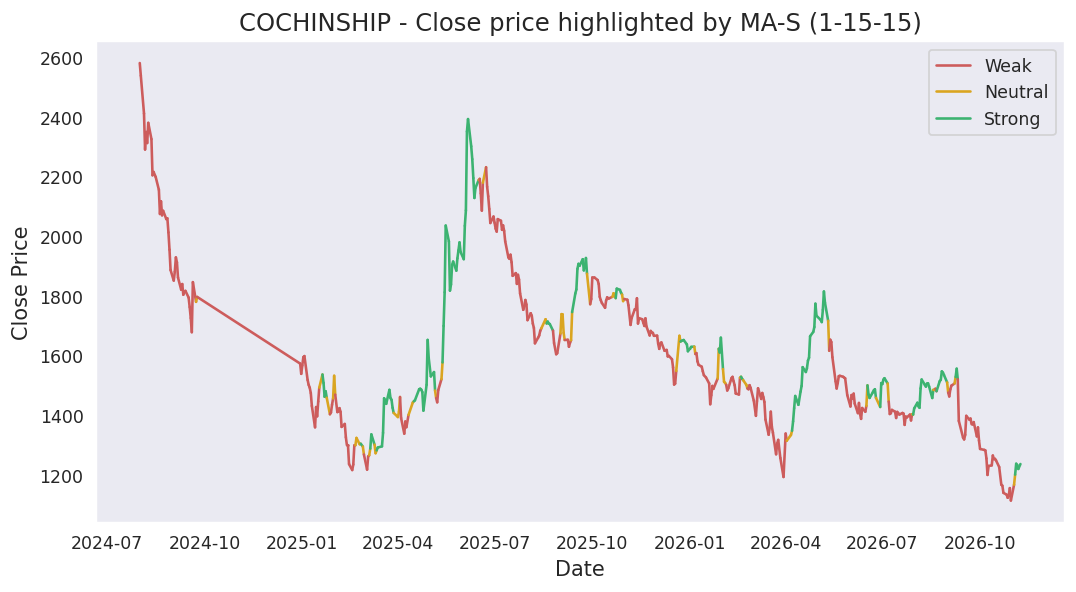 COCHINSHIP - Close price highlighted by MA-S (1-15-15)
Weak
Neutral
Strong
Close Price
2600
2400
2200
2000
1800
1600
1400
1200
2024-07 2024-10 2025-01 2025-04 2025-07 2025-10 2026-01 2026-04 2026-07 2026-10
Date